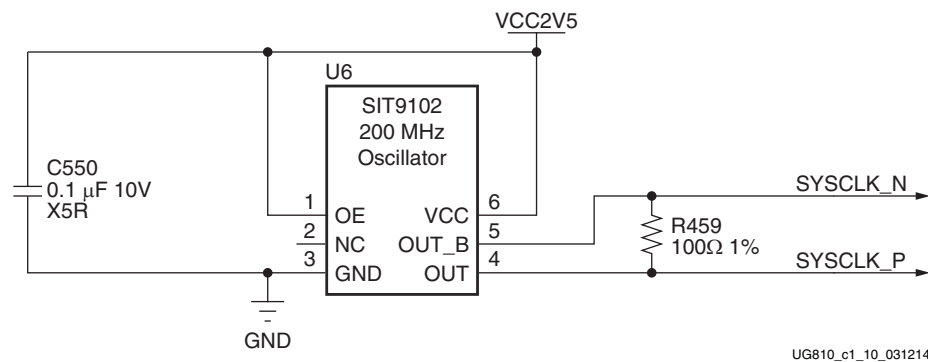 VCC2V5
U6
SIT9102
200 MHz
Oscillator
C550
0.1 μF 10V
X5R
1
OE
2
NC
3
GND
VCC
6
OUT_B
5
OUT
4
R459
100Ω 1%
SYSCLK_N
SYSCLK_P
GND
UG810_c1_10_031214